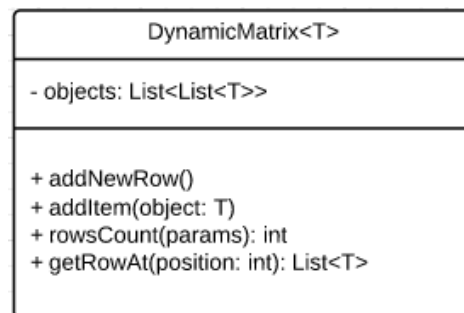 DynamicMatrix<T>
- objects: List<List<T>>
+ addNewRow()
+ addItem(object: T)
+ rowsCount(params): int
+ getRowAt(position: int): List<T>